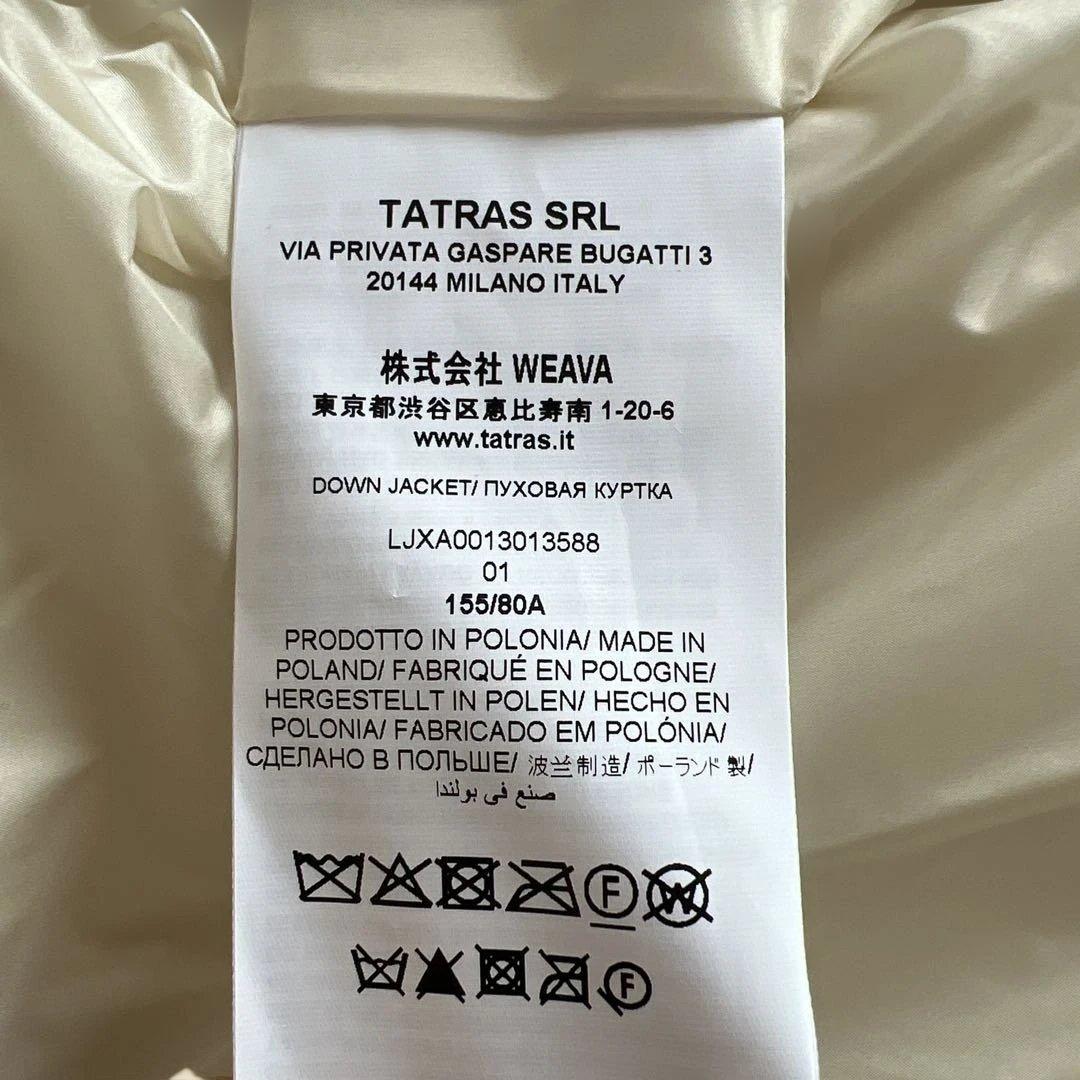 TATRAS SRL
VIA PRIVATA GASPARE BUGATTI 3
20144 MILANO ITALY
株式会社 WEAVA
東京都渋谷区恵比寿南 1-20-6
www.tatras.it
DOWN JACKET/ ПУХОВАЯ КУРТКА
LJXA0013013588
01
155/80A
PRODOTTO IN POLONIA/ MADE IN
POLAND/ FABRIQUÉ EN POLOGNE/
HERGESTELLT IN POLEN/ HECHO EN
POLONIA/ FABRICADO EM POLÓNIA/
СДЕЛАНО В ПОЛЬШЕ/ 波兰制造/ ポーランド 製/
صنع في بولندا
F W
F